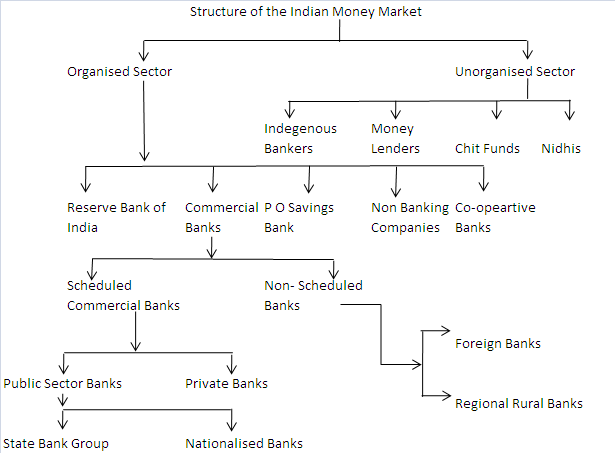 Structure of the Indian Money Market
Organised Sector
Unorganised Sector
Indegenous
Bankers
Money
Lenders
Chit Funds
Nidhis
Reserve Bank of
India
Commercial
Banks
P O Savings
Bank
Non Banking
Companies
Co-opeartive
Banks
Scheduled
Commercial Banks
Non- Scheduled
Banks
Foreign Banks
Regional Rural Banks
Public Sector Banks
Private Banks
State Bank Group
Nationalised Banks